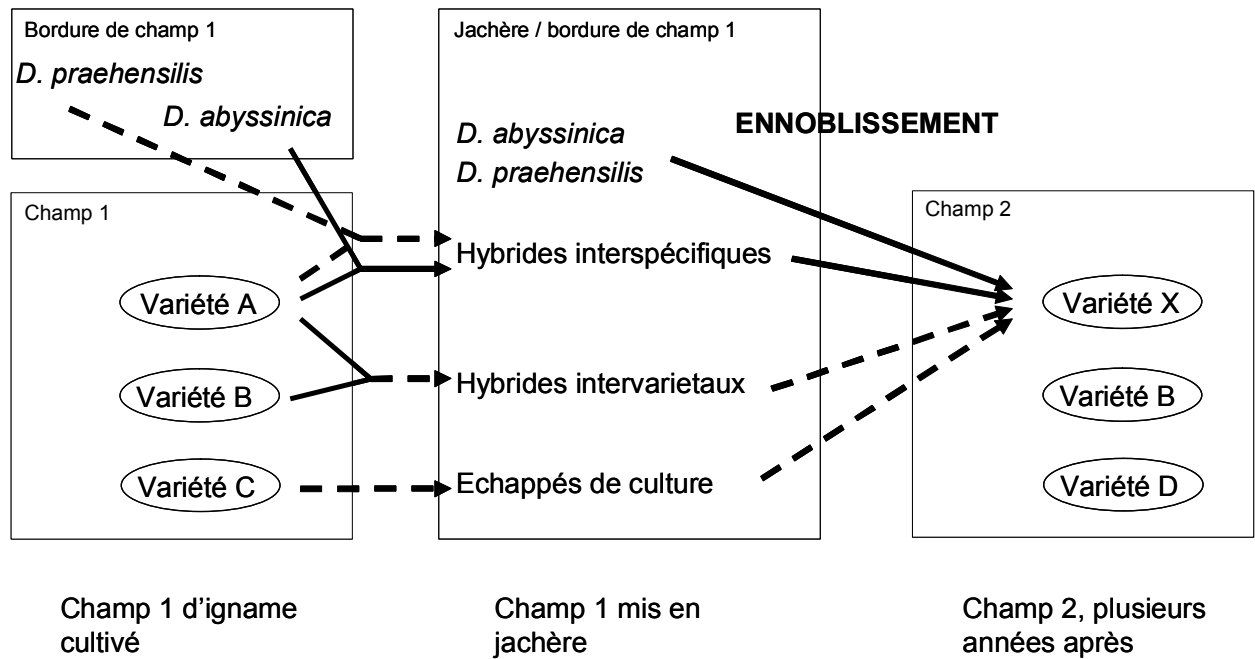 Bordure de champ 1
D. praehensilis
D. abyssinica
Champ 1
Variété A
Variété B
Variété C
Jachère / bordure de champ 1
D. abyssinica
D. praehensilis
Hybrides interspécifiques
Hybrides intervarietaux
Echappés de culture
ENNOBLISSEMENT
Champ 2
Variété X
Variété B
Variété D
Champ 1 d'igname
cultivé
Champ 1 mis en
jachère
Champ 2, plusieurs
années après